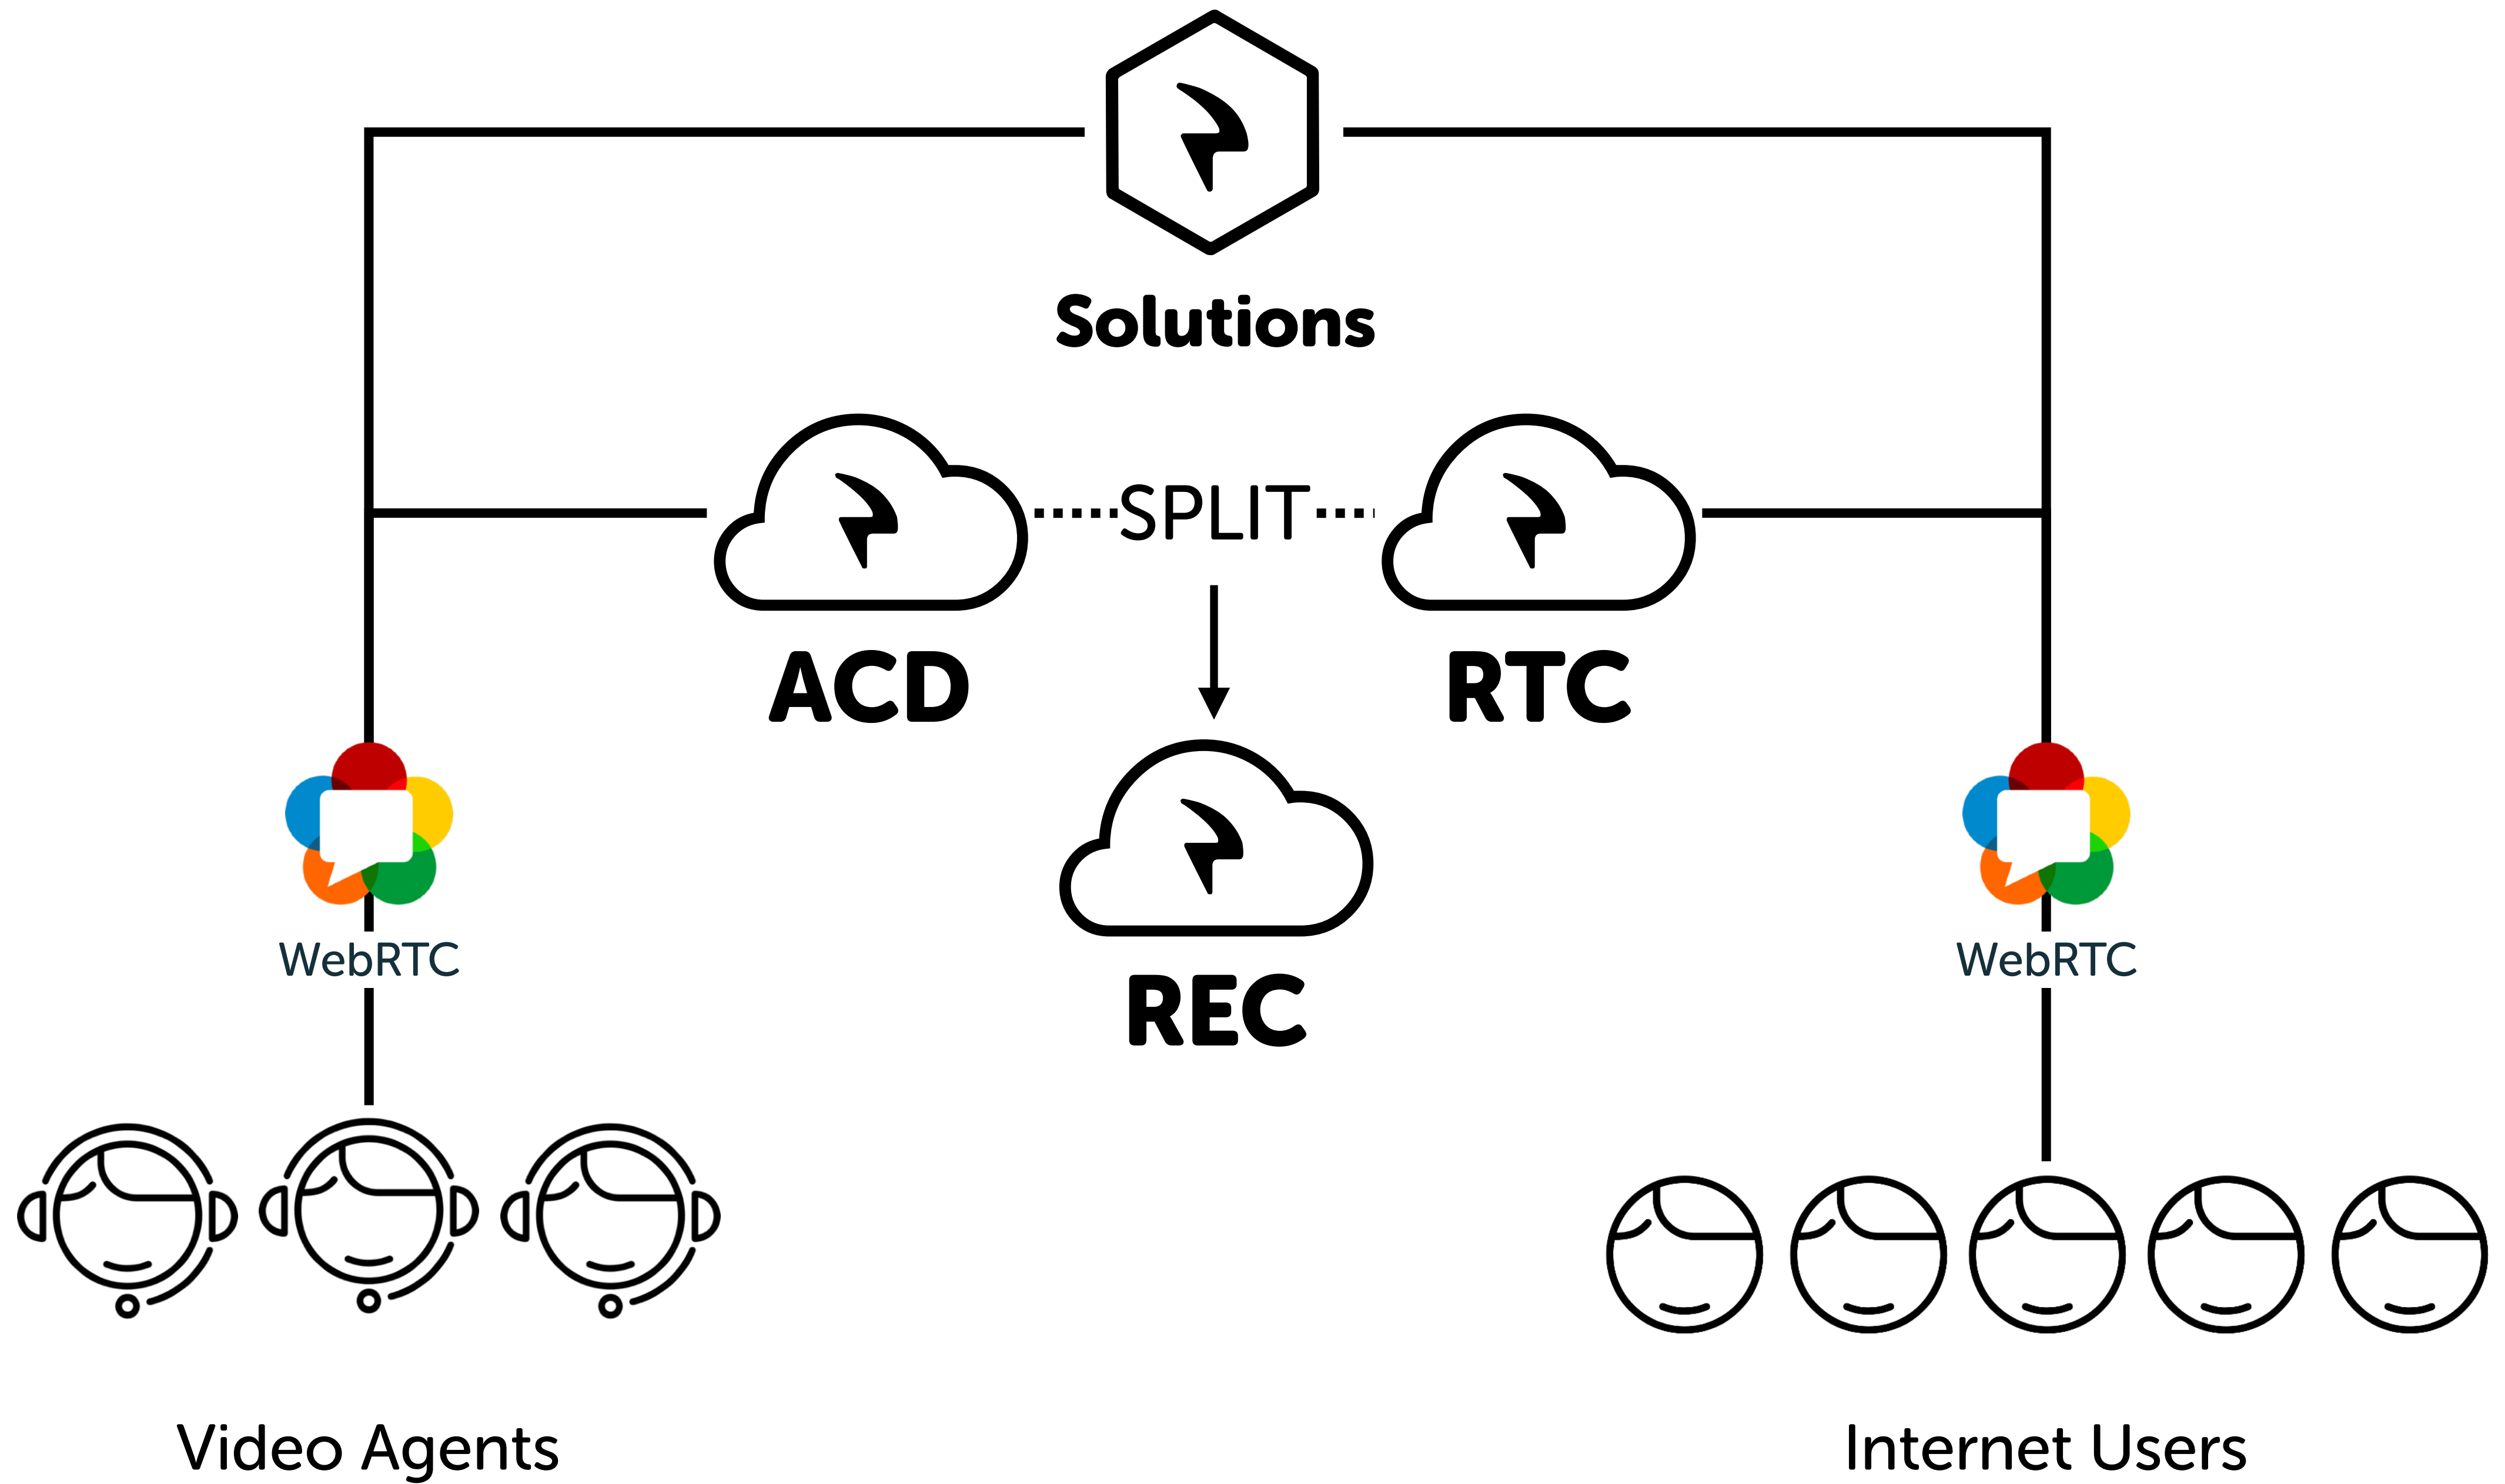 Solutions
SPLIT
ACD
RTC
WebRTC
WebRTC
REC
Video Agents
Internet Users